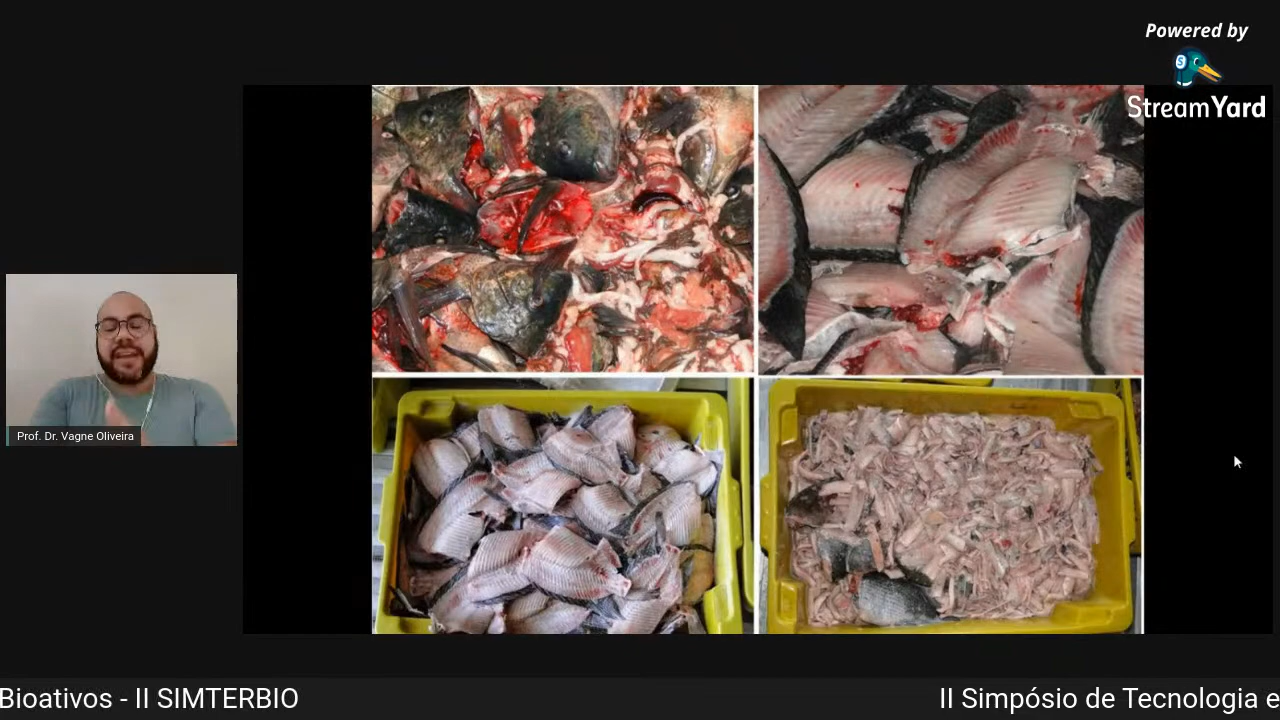 Powered by
StreamYard
Prof. Dr. Vagne Oliveira
Bioativos - II SIMTERBIO
II Simpósio de Tecnologia e